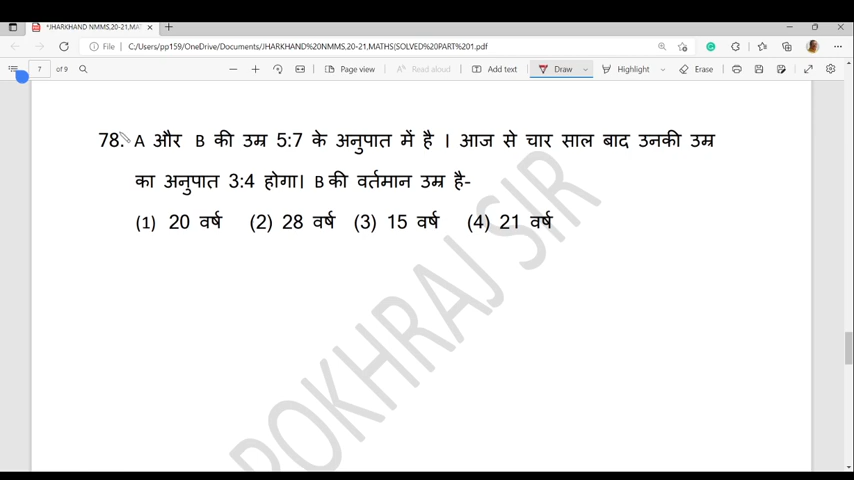 *JHARKHAND NMMS,20-21,MATHS(S
File
C:/Users/pp159/OneDrive/Documents/JHARKHAND%20NMMS,20-21,MATHS(SOLVED%20PART%201.pdf
7 of 9
Page view
Read aloud
Add text
Draw
Highlight
Erase
78. A और B की उम्र 5:7 के अनुपात में है । आज से चार साल बाद उनकी उम्र
का अनुपात 3:4 होगा। B की वर्तमान उम्र है-
(1) 20 वर्ष (2) 28 वर्ष (3) 15 वर्ष (4) 21 वर्ष
POKHRAJ SIR